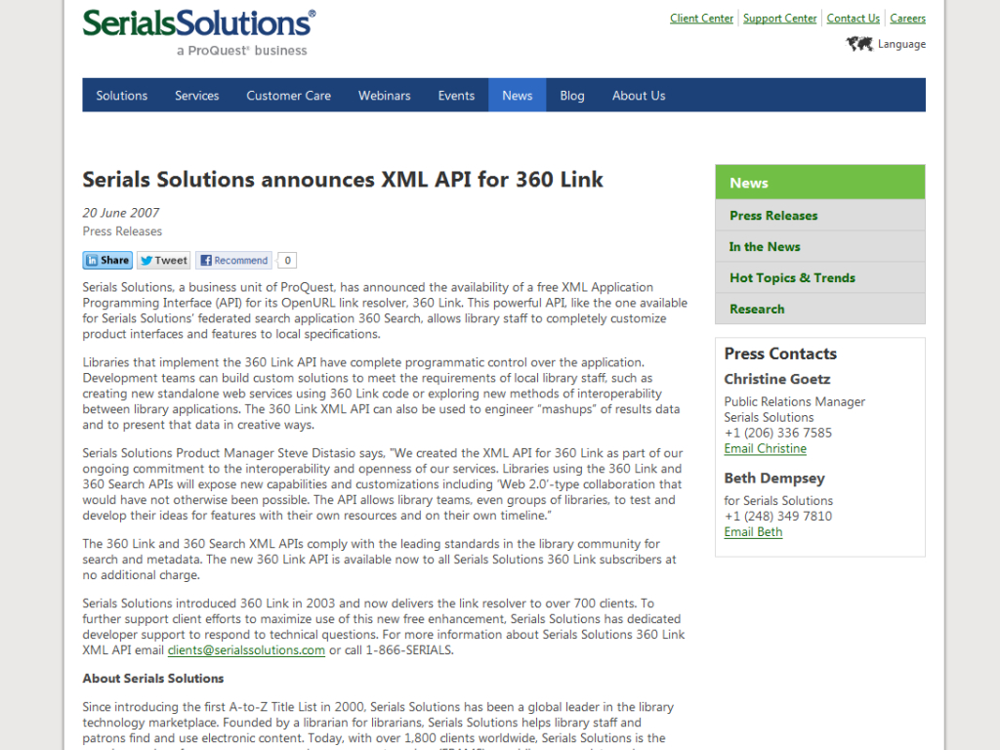 SerialsSolutions®
a ProQuest® business
Client Center
Support Center
Contact Us
Careers
Language
Solutions
Services
Customer Care
Webinars
Events
News
Blog
About Us
Serials Solutions announces XML API for 360 Link
20 June 2007
Press Releases
Share
Tweet
Recommend
0
Serials Solutions, a business unit of ProQuest, has announced the availability of a free XML Application
Programming Interface (API) for its OpenURL link resolver, 360 Link. This powerful API, like the one available
for Serials Solutions’ federated search application 360 Search, allows library staff to completely customize
product interfaces and features to local specifications.
Libraries that implement the 360 Link API have complete programmatic control over the application.
Development teams can build custom solutions to meet the requirements of local library staff, such as
creating new standalone web services using 360 Link code or exploring new methods of interoperability
between library applications. The 360 Link XML API can also be used to engineer “mashups” of results data
and to present that data in creative ways.
Serials Solutions Product Manager Steve Distasio says, "We created the XML API for 360 Link as part of our
ongoing commitment to the interoperability and openness of our services. Libraries using the 360 Link and
360 Search APIs will expose new capabilities and customizations including ‘Web 2.0’-type collaboration that
would have not otherwise been possible. The API allows library teams, even groups of libraries, to test and
develop their ideas for features with their own resources and on their own timeline.”
The 360 Link and 360 Search XML APIs comply with the leading standards in the library community for
search and metadata. The new 360 Link API is available now to all Serials Solutions 360 Link subscribers at
no additional charge.
Serials Solutions introduced 360 Link in 2003 and now delivers the link resolver to over 700 clients. To
further support client efforts to maximize use of this new free enhancement, Serials Solutions has dedicated
developer support to respond to technical questions. For more information about Serials Solutions 360 Link
XML API email clients@serialssolutions.com or call 1-866-SERIALS.
About Serials Solutions
Since introducing the first A-to-Z Title List in 2000, Serials Solutions has been a global leader in the library
technology marketplace. Founded by a librarian for librarians, Serials Solutions helps library staff and
patrons find and use electronic content. Today, with over 1,800 clients worldwide, Serials Solutions is the
News
Press Releases
In the News
Hot Topics & Trends
Research
Press Contacts
Christine Goetz
Public Relations Manager
Serials Solutions
+1 (206) 336 7585
Email Christine
Beth Dempsey
for Serials Solutions
+1 (248) 349 7810
Email Beth